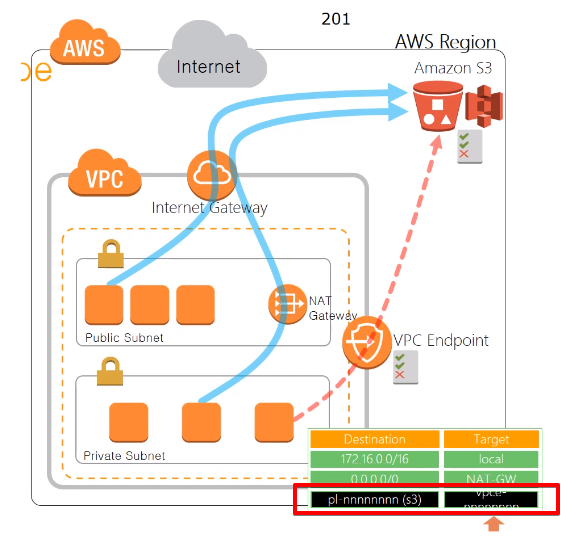 201
AWS
AWS Region
Internet
Amazon S3
VPC
Internet Gateway
NAT
Gateway
Public Subnet
VPC Endpoint
Private Subnet
Destination Target
172.16.0.0/16 local
0.0.0.0/0 NAT-GW
pl-nnnnnnnn (s3) vpce-